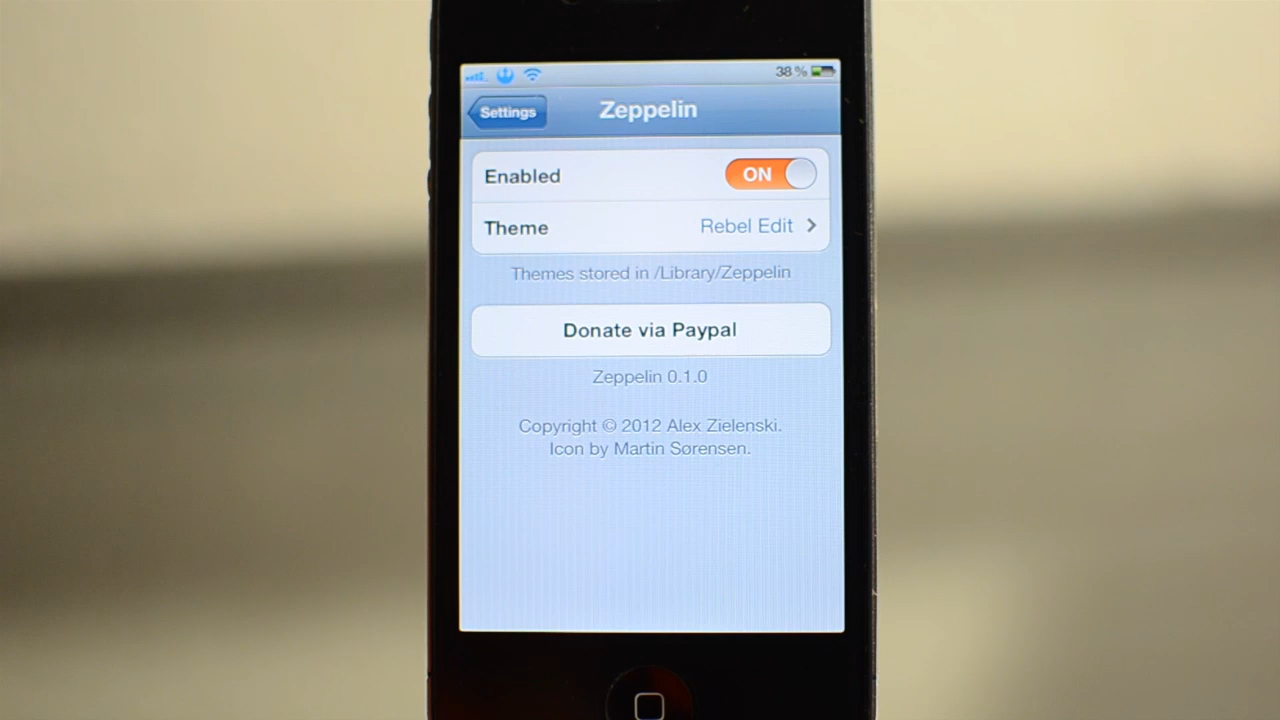 38 %
Settings
Zeppelin
Enabled
ON
Theme
Rebel Edit
Themes stored in /Library/Zeppelin
Donate via Paypal
Zeppelin 0.1.0
Copyright © 2012 Alex Zielenski.
Icon by Martin Sørensen.